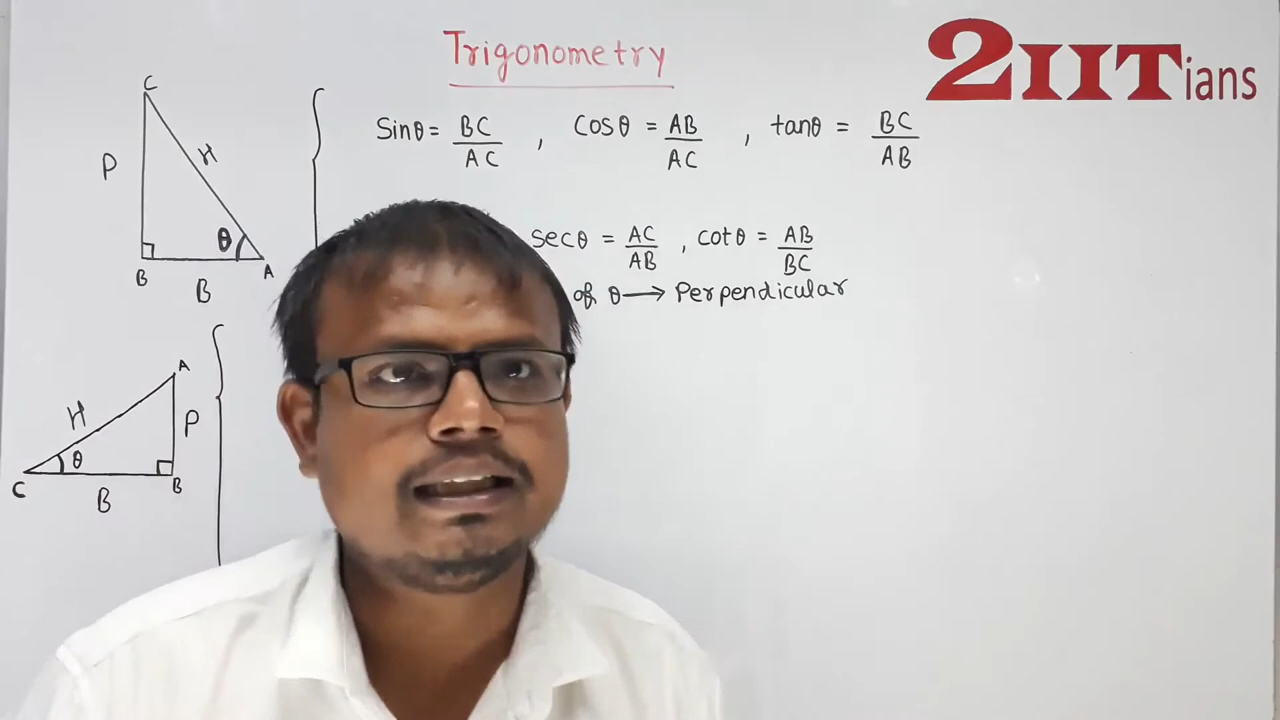 Trigonometry
2IITians
Sinθ = BC/AC , Cosθ = AB/AC , tanθ = BC/AB
secθ = AC/AB , cotθ = AB/BC
of θ → Perpendicular
C
P
H
θ
B
A
B
A
H
P
θ
C
B
B